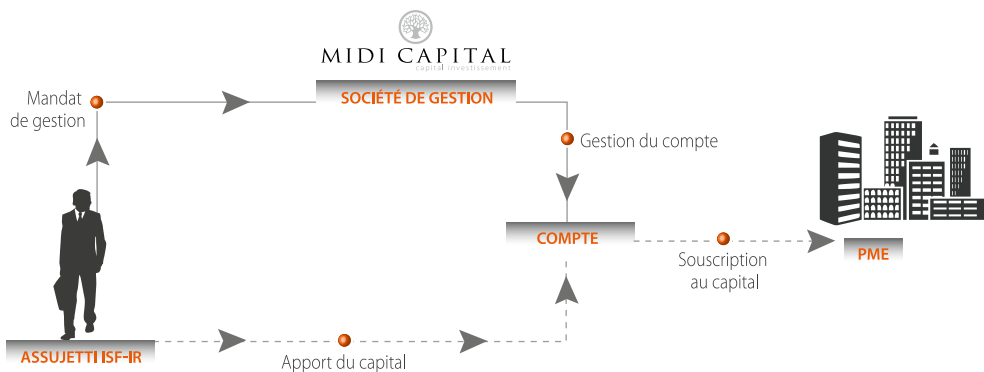 MIDI CAPITAL
capital investissement
SOCIÉTÉ DE GESTION
Mandat
de gestion
Gestion du compte
COMPTE
Souscription
au capital
PME
ASSUJETTI ISF-IR
Apport du capital